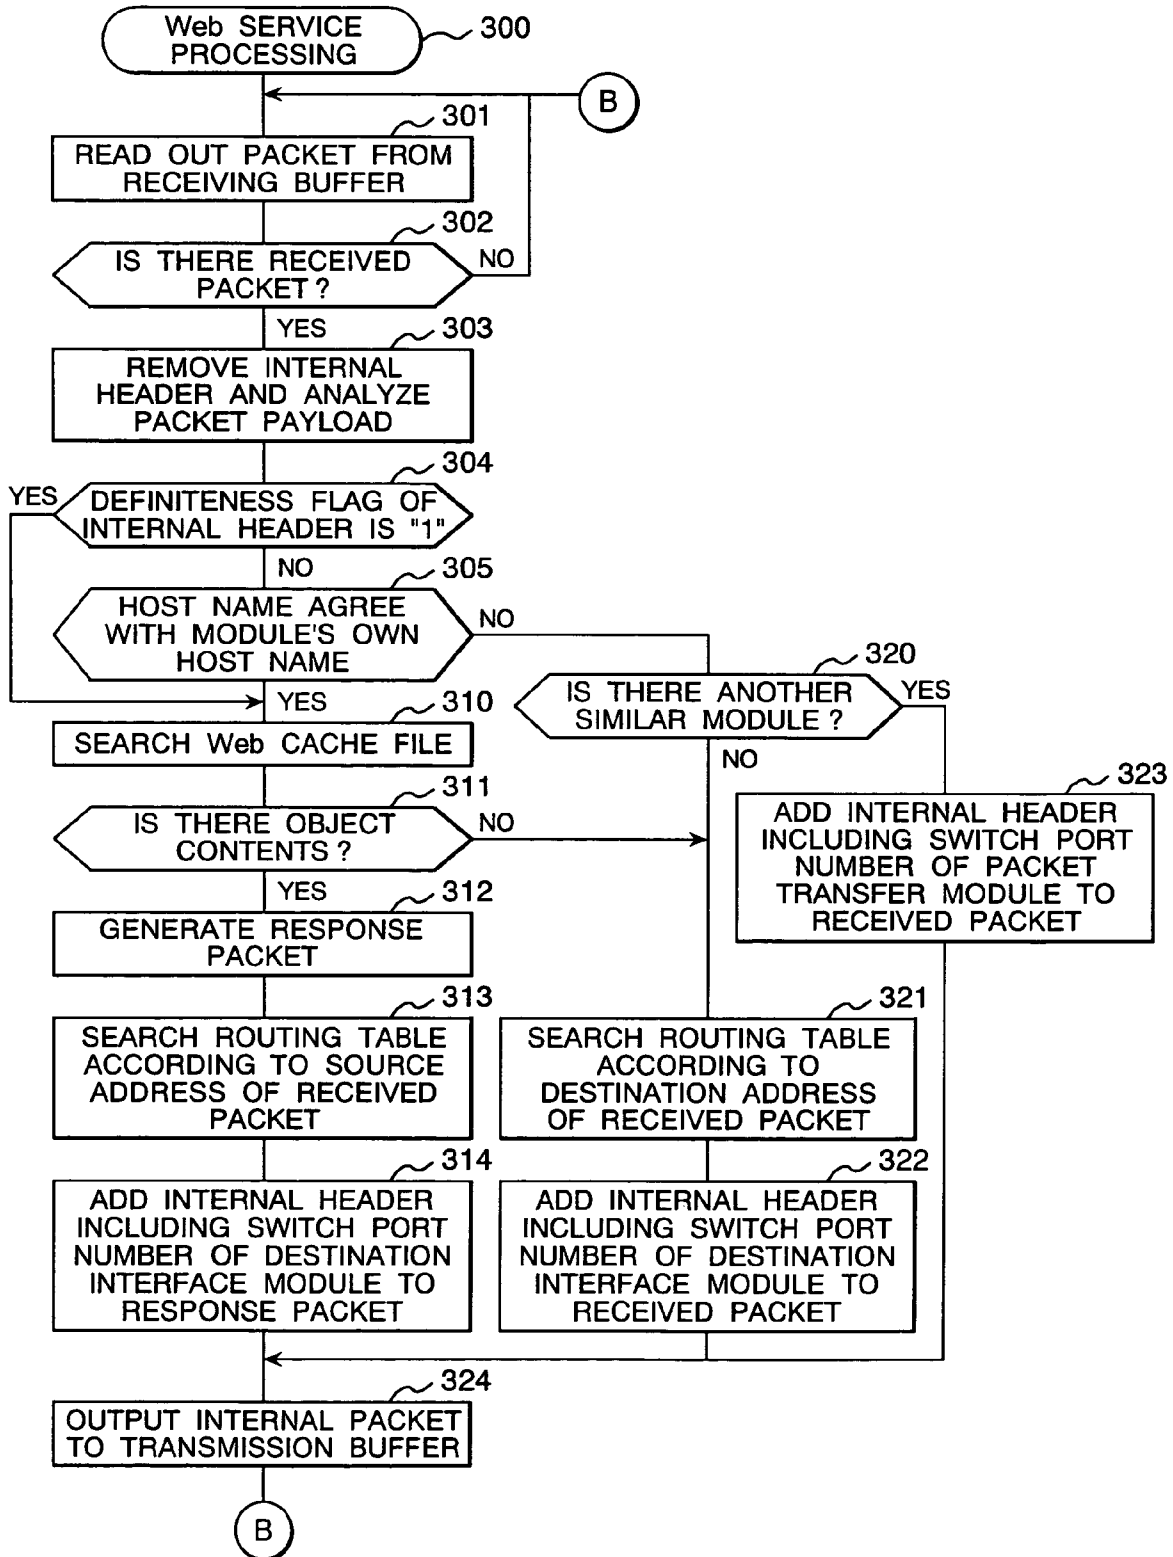 Web SERVICE
PROCESSING
300
B
301
READ OUT PACKET FROM
RECEIVING BUFFER
302
IS THERE RECEIVED
PACKET ?
NO
YES
303
REMOVE INTERNAL
HEADER AND ANALYZE
PACKET PAYLOAD
304
YES
DEFINITENESS FLAG OF
INTERNAL HEADER IS "1"
NO
305
HOST NAME AGREE
WITH MODULE'S OWN
HOST NAME
NO
YES
320
IS THERE ANOTHER
SIMILAR MODULE ?
YES
NO
310
SEARCH Web CACHE FILE
311
IS THERE OBJECT
CONTENTS ?
NO
YES
323
ADD INTERNAL HEADER
INCLUDING SWITCH PORT
NUMBER OF PACKET
TRANSFER MODULE TO
RECEIVED PACKET
312
GENERATE RESPONSE
PACKET
313
SEARCH ROUTING TABLE
ACCORDING TO SOURCE
ADDRESS OF RECEIVED
PACKET
321
SEARCH ROUTING TABLE
ACCORDING TO
DESTINATION ADDRESS
OF RECEIVED PACKET
314
ADD INTERNAL HEADER
INCLUDING SWITCH PORT
NUMBER OF DESTINATION
INTERFACE MODULE TO
RESPONSE PACKET
322
ADD INTERNAL HEADER
INCLUDING SWITCH PORT
NUMBER OF DESTINATION
INTERFACE MODULE TO
RECEIVED PACKET
324
OUTPUT INTERNAL PACKET
TO TRANSMISSION BUFFER
B